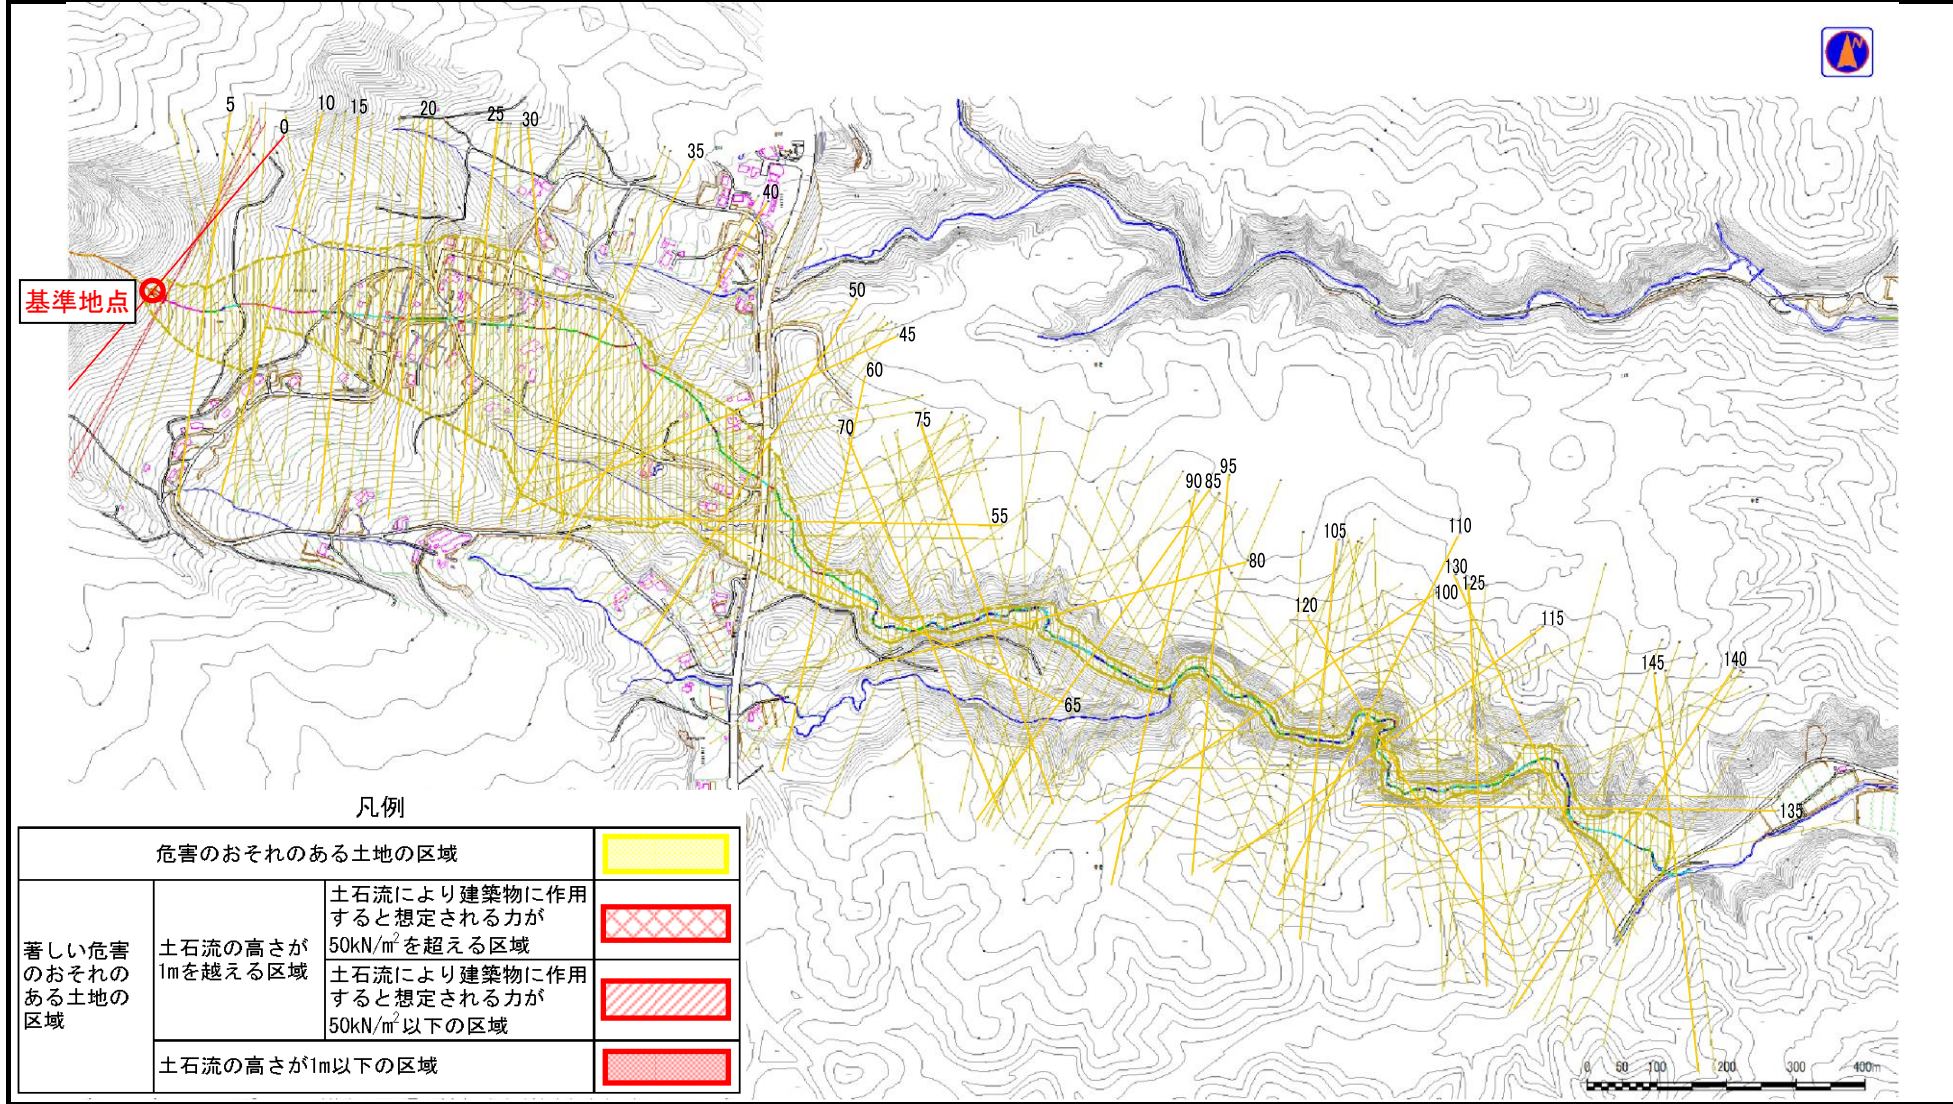 N
5
0
10
15
20
25
30
35
40
基準地点
50
45
60
75
70
90
85
95
55
105
110
80
130
125
100
120
115
145
140
65
135
凡例
危害のおそれのある土地の区域
著しい危害
のおそれの
ある土地の
区域
土石流の高さが
1mを越える区域
土石流により建築物に作用
すると想定される力が
50kN/m²を超える区域
土石流により建築物に作用
すると想定される力が
50kN/m²以下の区域
土石流の高さが1m以下の区域
0 50 100 200 300 400m